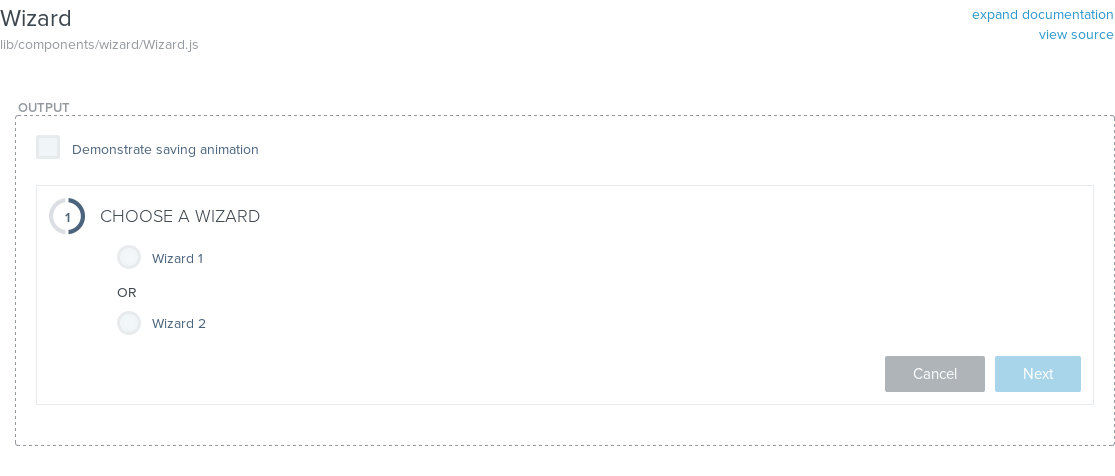 Wizard
expand documentation
lib/components/wizard/Wizard.js
view source
OUTPUT
Demonstrate saving animation
1 CHOOSE A WIZARD
Wizard 1
OR
Wizard 2
Cancel Next